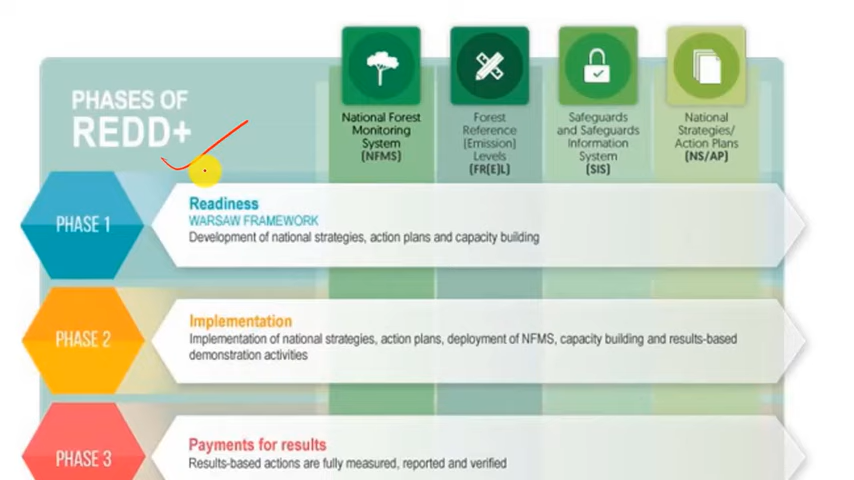 PHASES OF
REDD+
National Forest
Monitoring
System
(NFMS)
Forest
Reference
(Emission)
Levels
(FR(E)L)
Safeguards
and Safeguards
Information
System
(SIS)
National
Strategies/
Action Plans
(NS/AP)
PHASE 1
Readiness
WARSAW FRAMEWORK
Development of national strategies, action plans and capacity building
PHASE 2
Implementation
Implementation of national strategies, action plans, deployment of NFMS, capacity building and results-based
demonstration activities
PHASE 3
Payments for results
Results-based actions are fully measured, reported and verified